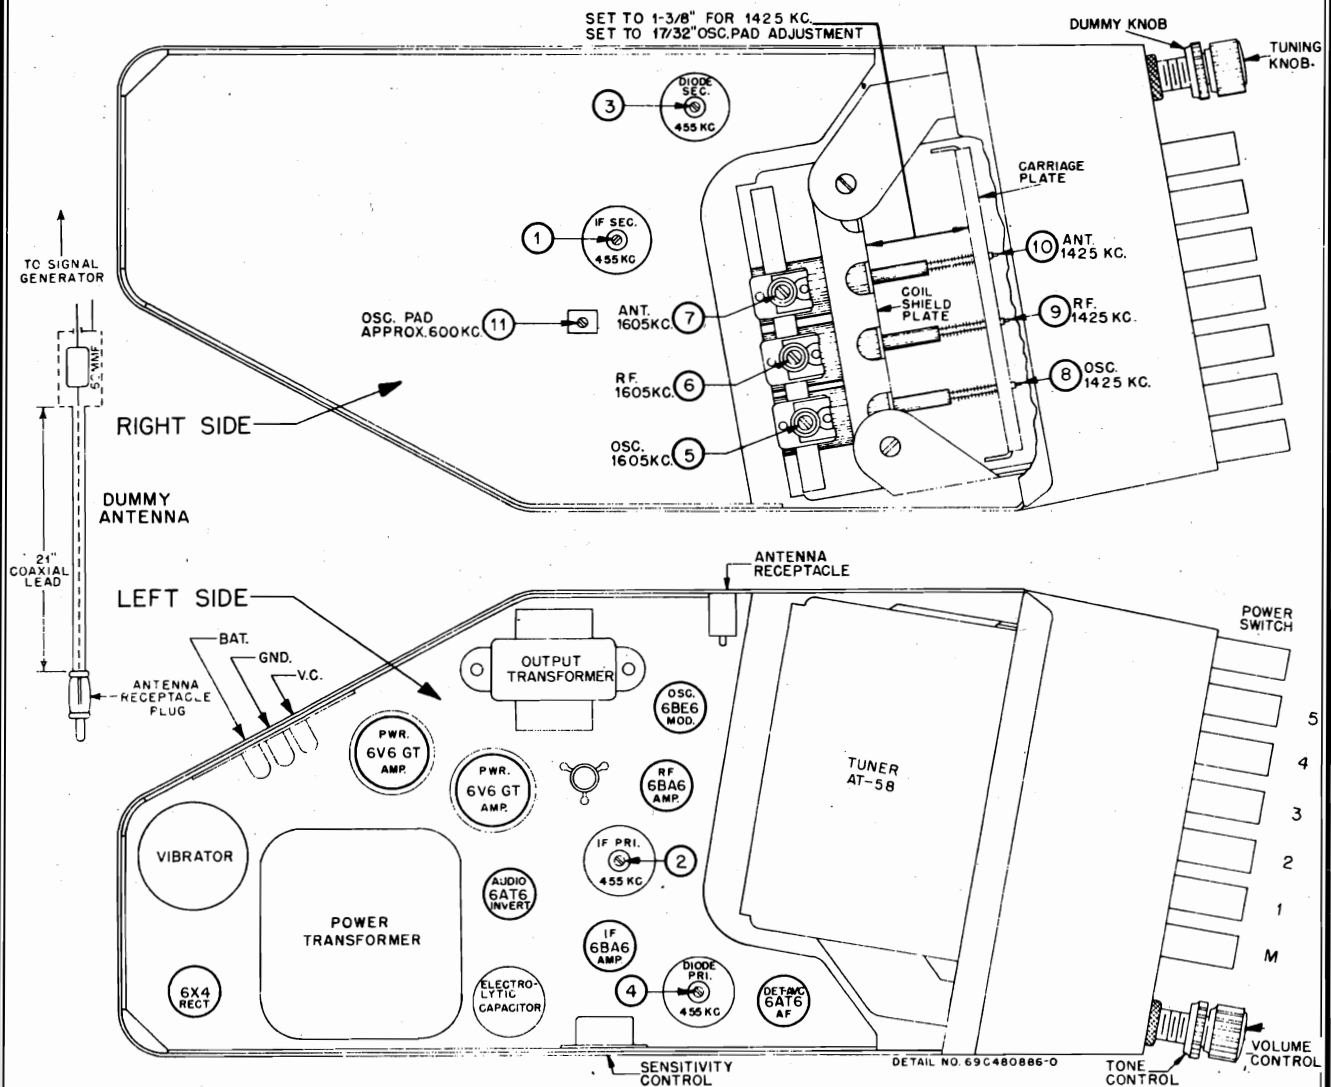 SET TO 1-3/8" FOR 1425 KC.
SET TO 17/32" OSC. PAD ADJUSTMENT
DUMMY KNOB
TUNING
KNOB.
DIODE
SEC.
455 KC
3
CARRIAGE
PLATE
IF SEC.
455 KC
1
10
ANT.
1425 KC.
TO SIGNAL
GENERATOR
COIL
SHIELD
PLATE
OSC. PAD
APPROX. 600 KC.
11
ANT.
1605 KC.
7
9
R.F.
1425 KC.
R.F.
1605 KC.
6
8
OSC.
1425 KC.
RIGHT SIDE
OSC.
1605 KC.
5
DUMMY
ANTENNA
21"
COAXIAL
LEAD
ANTENNA
RECEPTACLE
PLUG
LEFT SIDE
ANTENNA
RECEPTACLE
POWER
SWITCH
BAT.
GND.
V.C.
OUTPUT
TRANSFORMER
OSC.
6BE6
MOD.
5
PWR.
6V6 GT
AMP.
PWR.
6V6 GT
AMP.
RF
6BA6
AMP.
TUNER
AT-58
4
3
VIBRATOR
IF PRI.
455 KC
2
2
AUDIO
6AT6
INVERT
1
POWER
TRANSFORMER
IF
6BA6
AMP.
M
6X4
RECT
ELECTRO-
LYTIC
CAPACITOR
4
DIODE
PRI.
455 KC
DET-AVC
6AT6
AF
SENSITIVITY
CONTROL
DETAIL NO. 69C480886-0
TONE
CONTROL
VOLUME
CONTROL